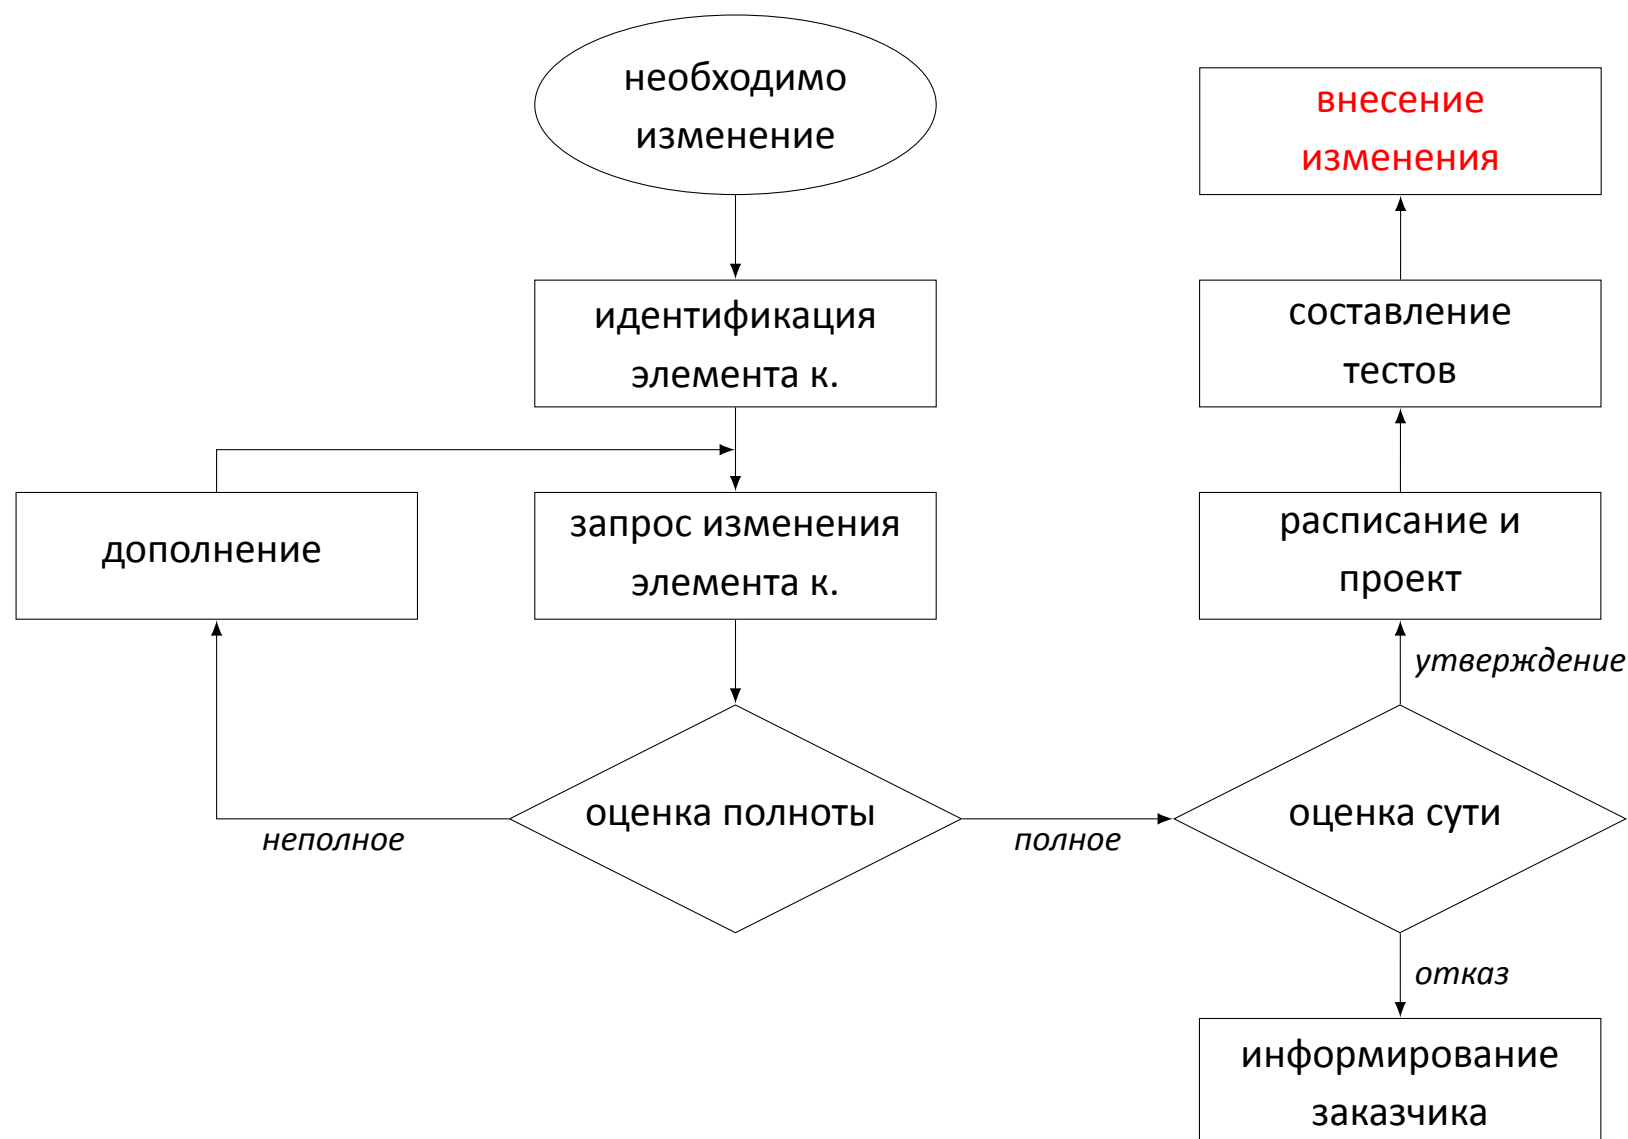 необходимо
изменение
внесение
изменения
идентификация
элемента к.
составление
тестов
дополнение
запрос изменения
элемента к.
расписание и
проект
утверждение
оценка полноты
оценка сути
неполное
полное
отказ
информирование
заказчика